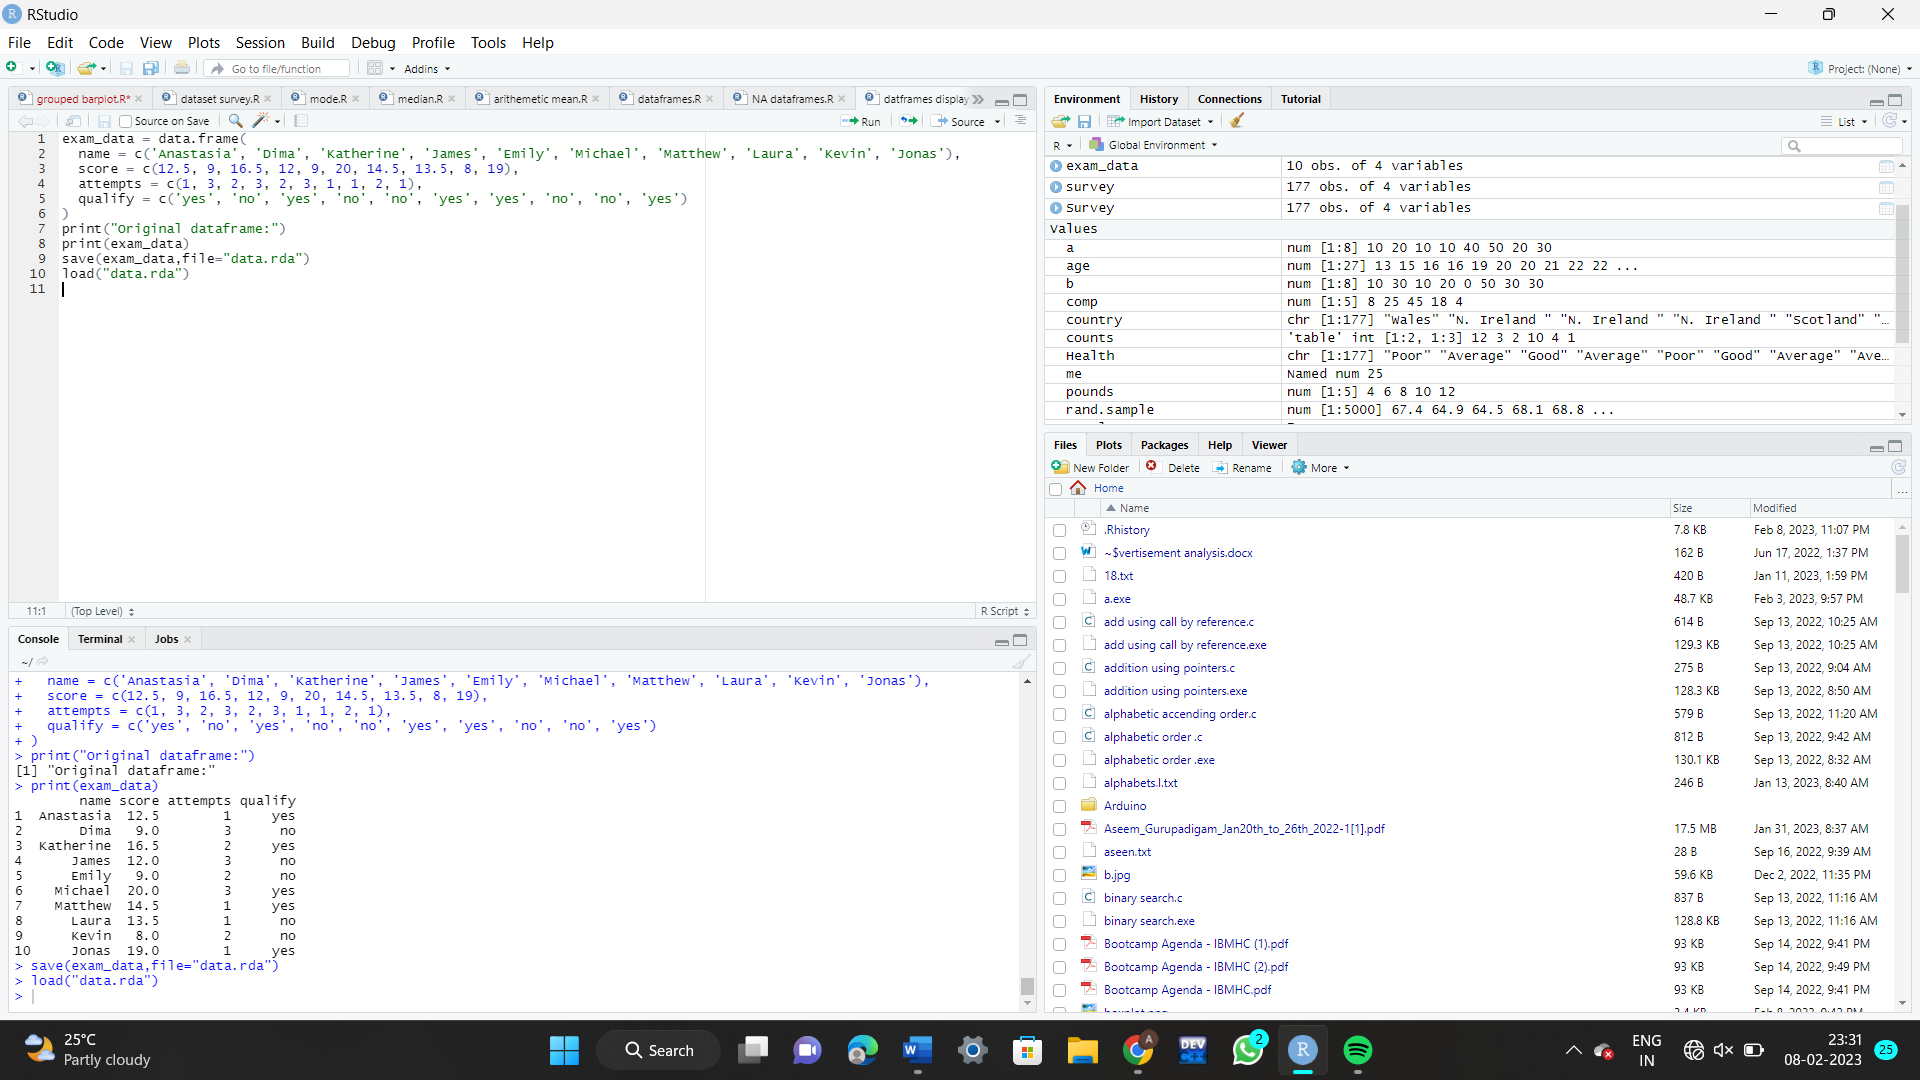 RStudio
File Edit Code View Plots Session Build Debug Profile Tools Help
Go to file/function Addins Project: (None)
grouped barplot.R* dataset survey.R mode.R median.R arithemetic mean.R dataframes.R NA dataframes.R datframes display
Source on Save Run Source
1 exam_data = data.frame(
2 name = c('Anastasia', 'Dima', 'Katherine', 'James', 'Emily', 'Michael', 'Matthew', 'Laura', 'Kevin', 'Jonas'),
3 score = c(12.5, 9, 16.5, 12, 9, 20, 14.5, 13.5, 8, 19),
4 attempts = c(1, 3, 2, 3, 2, 3, 1, 1, 2, 1),
5 qualify = c('yes', 'no', 'yes', 'no', 'no', 'yes', 'yes', 'no', 'no', 'yes')
6 )
7 print("Original dataframe:")
8 print(exam_data)
9 save(exam_data,file="data.rda")
10 load("data.rda")
11
11:1 (Top Level) R Script
Console Terminal Jobs
~/
+ name = c('Anastasia', 'Dima', 'Katherine', 'James', 'Emily', 'Michael', 'Matthew', 'Laura', 'Kevin', 'Jonas'),
+ score = c(12.5, 9, 16.5, 12, 9, 20, 14.5, 13.5, 8, 19),
+ attempts = c(1, 3, 2, 3, 2, 3, 1, 1, 2, 1),
+ qualify = c('yes', 'no', 'yes', 'no', 'no', 'yes', 'yes', 'no', 'no', 'yes')
+ )
> print("Original dataframe:")
[1] "Original dataframe:"
> print(exam_data)
name score attempts qualify
1 Anastasia 12.5 1 yes
2 Dima 9.0 3 no
3 Katherine 16.5 2 yes
4 James 12.0 3 no
5 Emily 9.0 2 no
6 Michael 20.0 3 yes
7 Matthew 14.5 1 yes
8 Laura 13.5 1 no
9 Kevin 8.0 2 no
10 Jonas 19.0 1 yes
> save(exam_data,file="data.rda")
> load("data.rda")
>
Environment History Connections Tutorial
Import Dataset List
R Global Environment
exam_data 10 obs. of 4 variables
survey 177 obs. of 4 variables
Survey 177 obs. of 4 variables
Values
a num [1:8] 10 20 10 10 40 50 20 30
age num [1:27] 13 15 16 16 19 20 20 21 22 22 ...
b num [1:8] 10 30 10 20 0 50 30 30
comp num [1:5] 8 25 45 18 4
country chr [1:177] "Wales" "N. Ireland " "N. Ireland " "N. Ireland " "Scotland" "…
counts 'table' int [1:2, 1:3] 12 3 2 10 4 1
Health chr [1:177] "Poor" "Average" "Good" "Average" "Poor" "Good" "Average" "Ave…
me Named num 25
pounds num [1:5] 4 6 8 10 12
rand.sample num [1:5000] 67.4 64.9 64.5 68.1 68.8 ...
Files Plots Packages Help Viewer
New Folder Delete Rename More
Home ...
Name Size Modified
.Rhistory 7.8 KB Feb 8, 2023, 11:07 PM
~$vertisement analysis.docx 162 B Jun 17, 2022, 1:37 PM
18.txt 420 B Jan 11, 2023, 1:59 PM
a.exe 48.7 KB Feb 3, 2023, 9:57 PM
add using call by reference.c 614 B Sep 13, 2022, 10:25 AM
add using call by reference.exe 129.3 KB Sep 13, 2022, 10:25 AM
addition using pointers.c 275 B Sep 13, 2022, 9:04 AM
addition using pointers.exe 128.3 KB Sep 13, 2022, 8:50 AM
alphabetic accending order.c 579 B Sep 13, 2022, 11:20 AM
alphabetic order .c 812 B Sep 13, 2022, 9:42 AM
alphabetic order .exe 130.1 KB Sep 13, 2022, 8:32 AM
alphabets.l.txt 246 B Jan 13, 2023, 8:40 AM
Arduino
Aseem_Gurupadigam_Jan20th_to_26th_2022-1[1].pdf 17.5 MB Jan 31, 2023, 8:37 AM
aseen.txt 28 B Sep 16, 2022, 9:39 AM
b.jpg 59.6 KB Dec 2, 2022, 11:35 PM
binary search.c 837 B Sep 13, 2022, 11:16 AM
binary search.exe 128.8 KB Sep 13, 2022, 11:16 AM
Bootcamp Agenda - IBMHC (1).pdf 93 KB Sep 14, 2022, 9:41 PM
Bootcamp Agenda - IBMHC (2).pdf 93 KB Sep 14, 2022, 9:49 PM
Bootcamp Agenda - IBMHC.pdf 93 KB Sep 14, 2022, 9:41 PM
25°C
Partly cloudy
Search
DEV C++
A
2
ENG
IN
23:31
08-02-2023
25